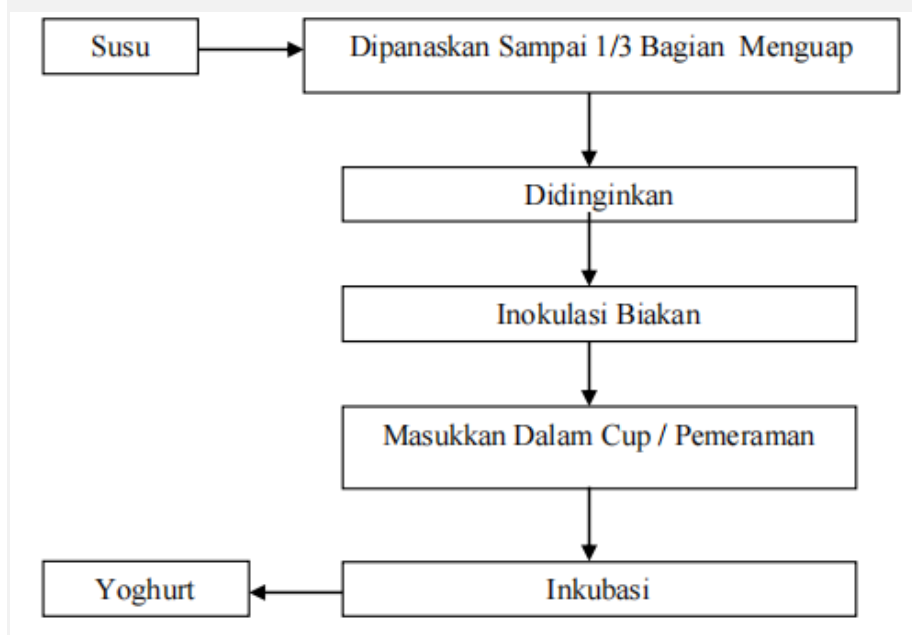 Susu
Dipanaskan Sampai 1/3 Bagian Menguap
Didinginkan
Inokulasi Biakan
Masukkan Dalam Cup / Pemeraman
Inkubasi
Yoghurt